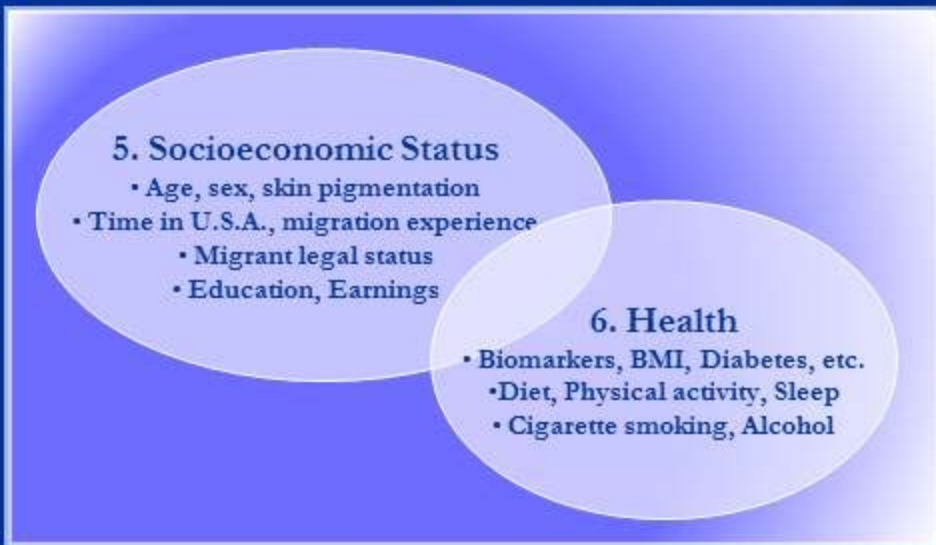 5. Socioeconomic Status
• Age, sex, skin pigmentation
• Time in U.S.A., migration experience
• Migrant legal status
• Education, Earnings
6. Health
• Biomarkers, BMI, Diabetes, etc.
•Diet, Physical activity, Sleep
• Cigarette smoking, Alcohol